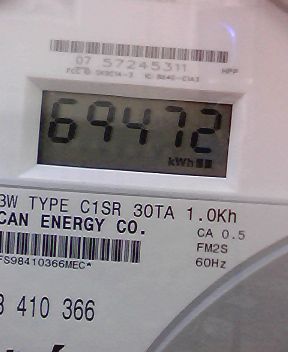 07 57245311
69472
kWh
3W TYPE C1SR 30TA 1.0Kh
CAN ENERGY CO.
CA 0.5
FM2S
60Hz
FS98410366MEC*
410 366